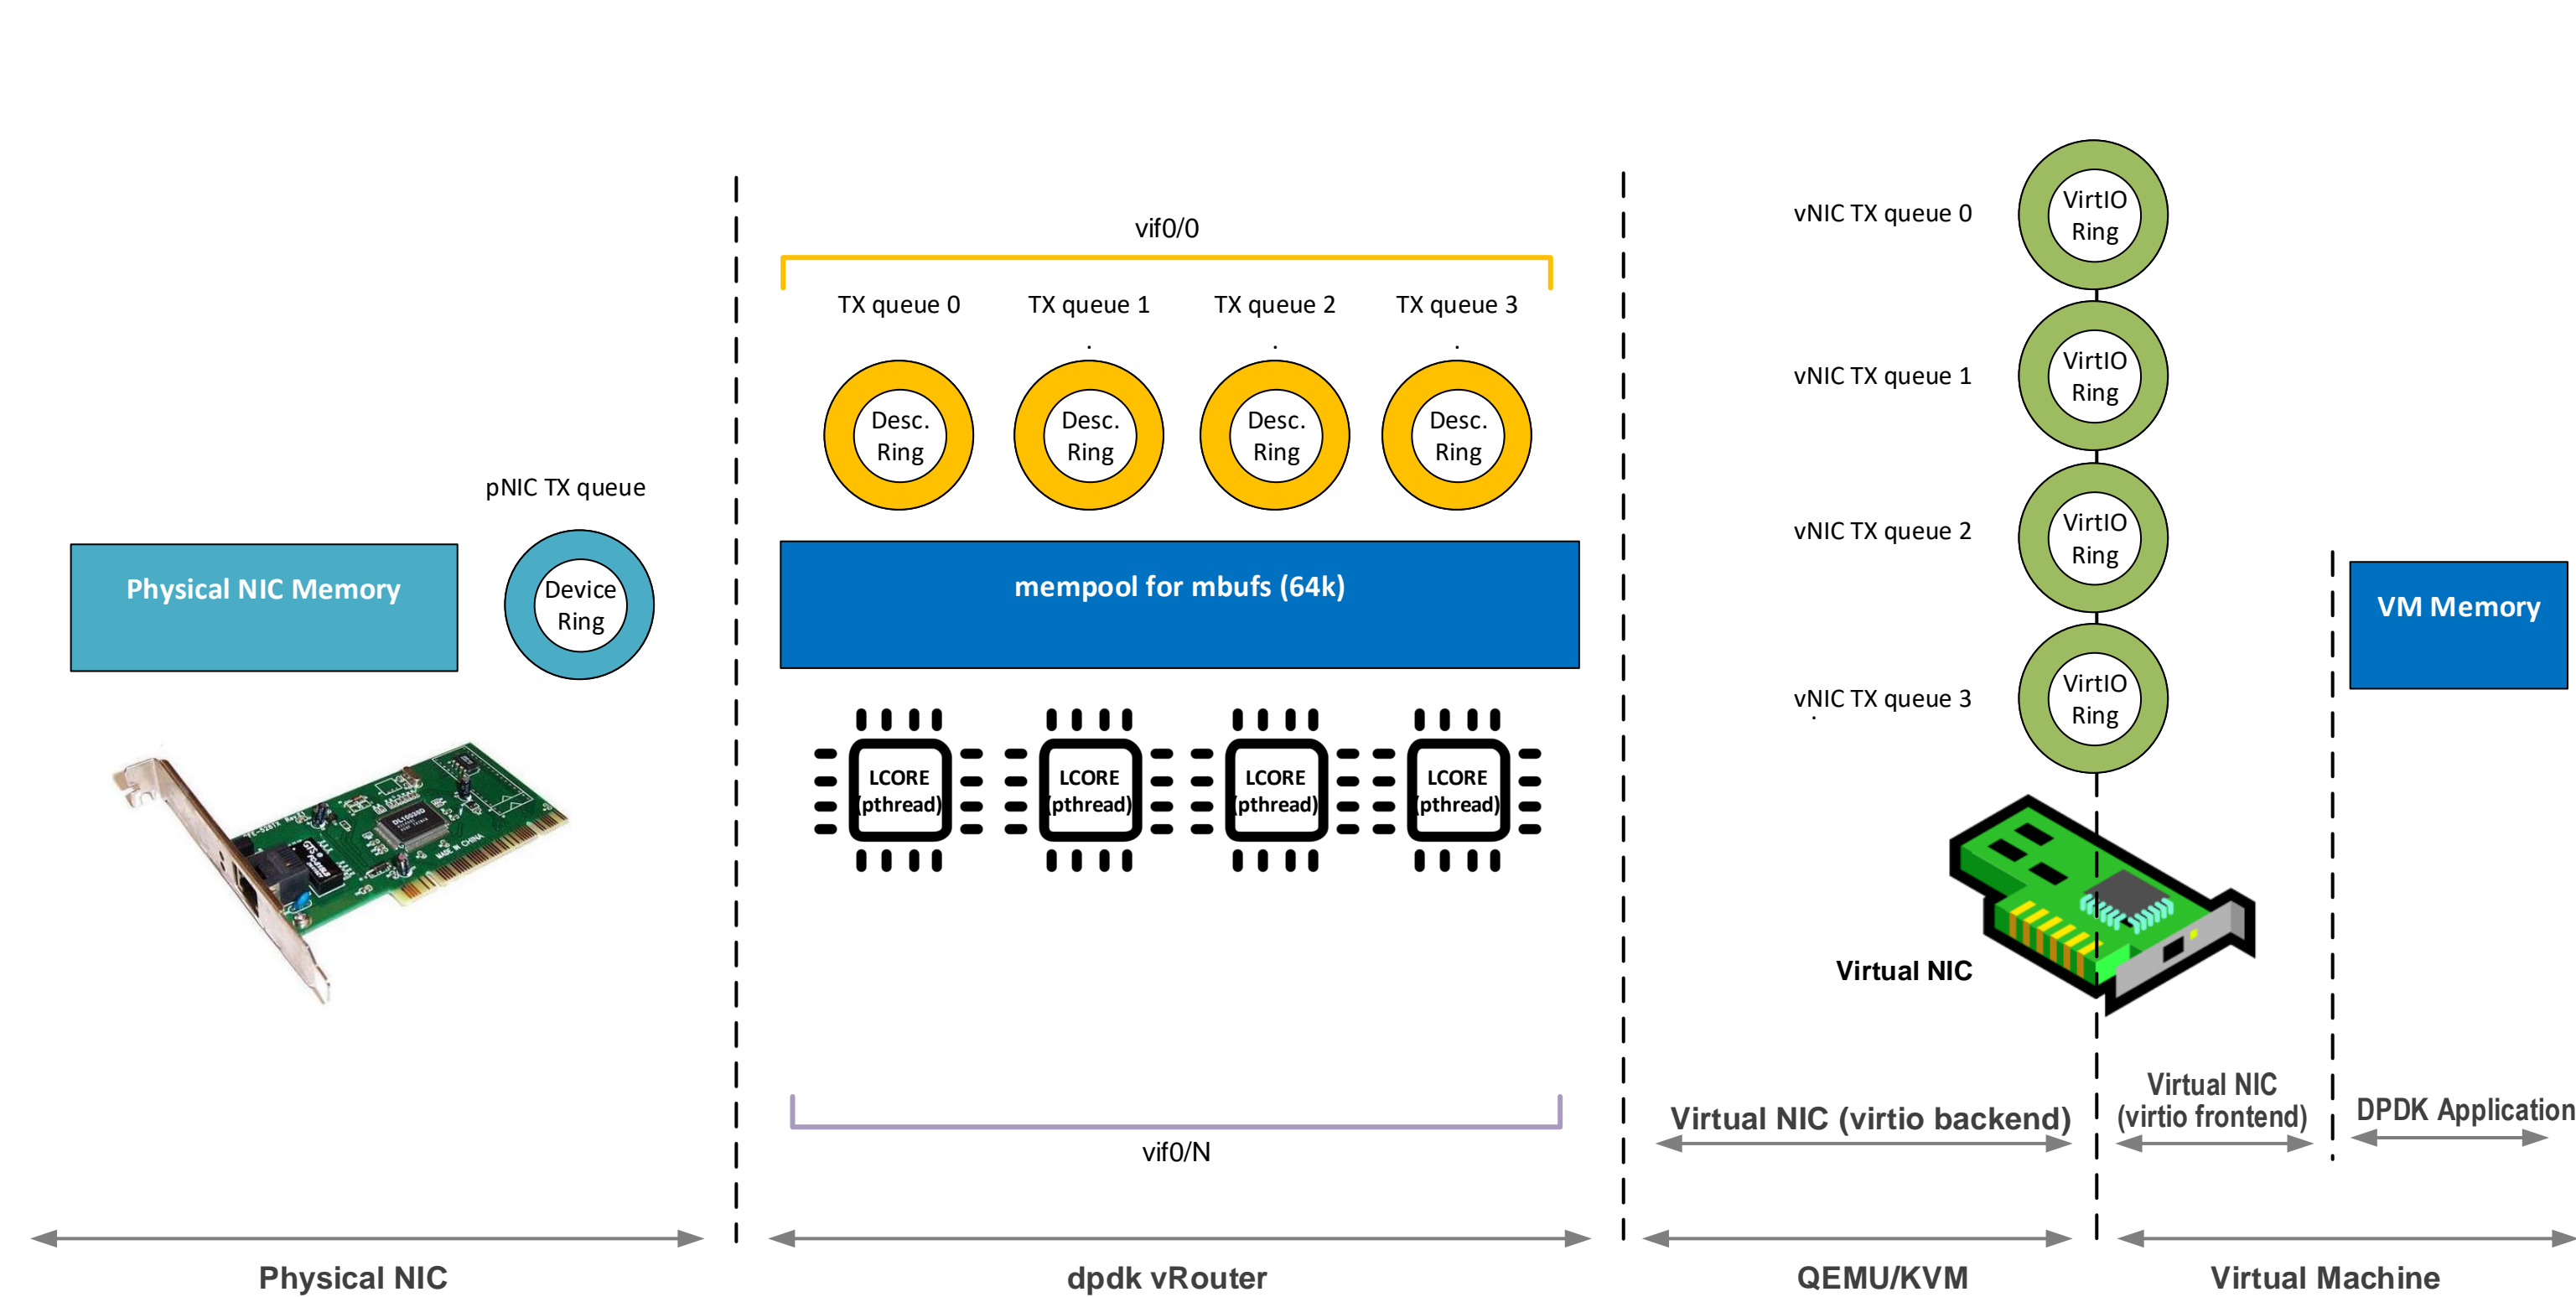 vif0/0
TX queue 0
TX queue 1
TX queue 2
TX queue 3
.
.
.
Desc.
Ring
Desc.
Ring
Desc.
Ring
Desc.
Ring
pNIC TX queue
Physical NIC Memory
Device
Ring
mempool for mbufs (64k)
LCORE
(pthread)
LCORE
(pthread)
LCORE
(pthread)
LCORE
(pthread)
vif0/N
vNIC TX queue 0
VirtIO
Ring
vNIC TX queue 1
VirtIO
Ring
vNIC TX queue 2
VirtIO
Ring
vNIC TX queue 3
.
VirtIO
Ring
VM Memory
MADE IN CHINA
Virtual NIC
Virtual NIC (virtio backend)
Virtual NIC
(virtio frontend)
DPDK Application
Physical NIC
dpdk vRouter
QEMU/KVM
Virtual Machine